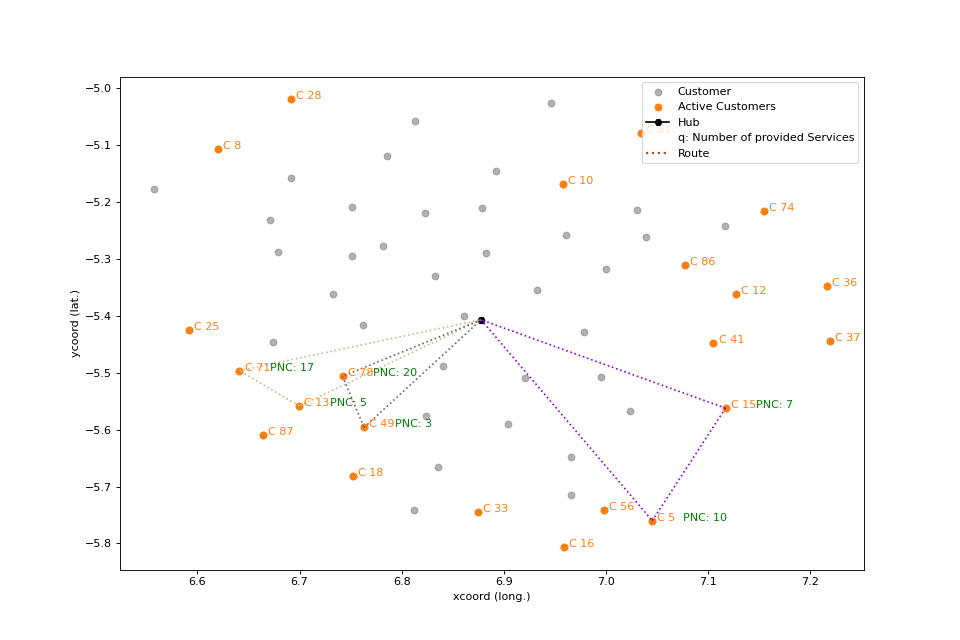 −5.0
−5.1
−5.2
−5.3
−5.4
−5.5
−5.6
−5.7
−5.8
ycoord (lat.)
6.6 6.7 6.8 6.9 7.0 7.1 7.2
xcoord (long.)
Customer
Active Customers
Hub
q: Number of provided Services
Route
C 28
C 8
C 10
C 74
C 86
C 36
C 12
C 25
C 41
C 37
C 71 PNC: 17
C 78 PNC: 20
C 13 PNC: 5
C 15 PNC: 7
C 49 PNC: 3
C 87
C 18
C 33
C 56
C 5 PNC: 10
C 16